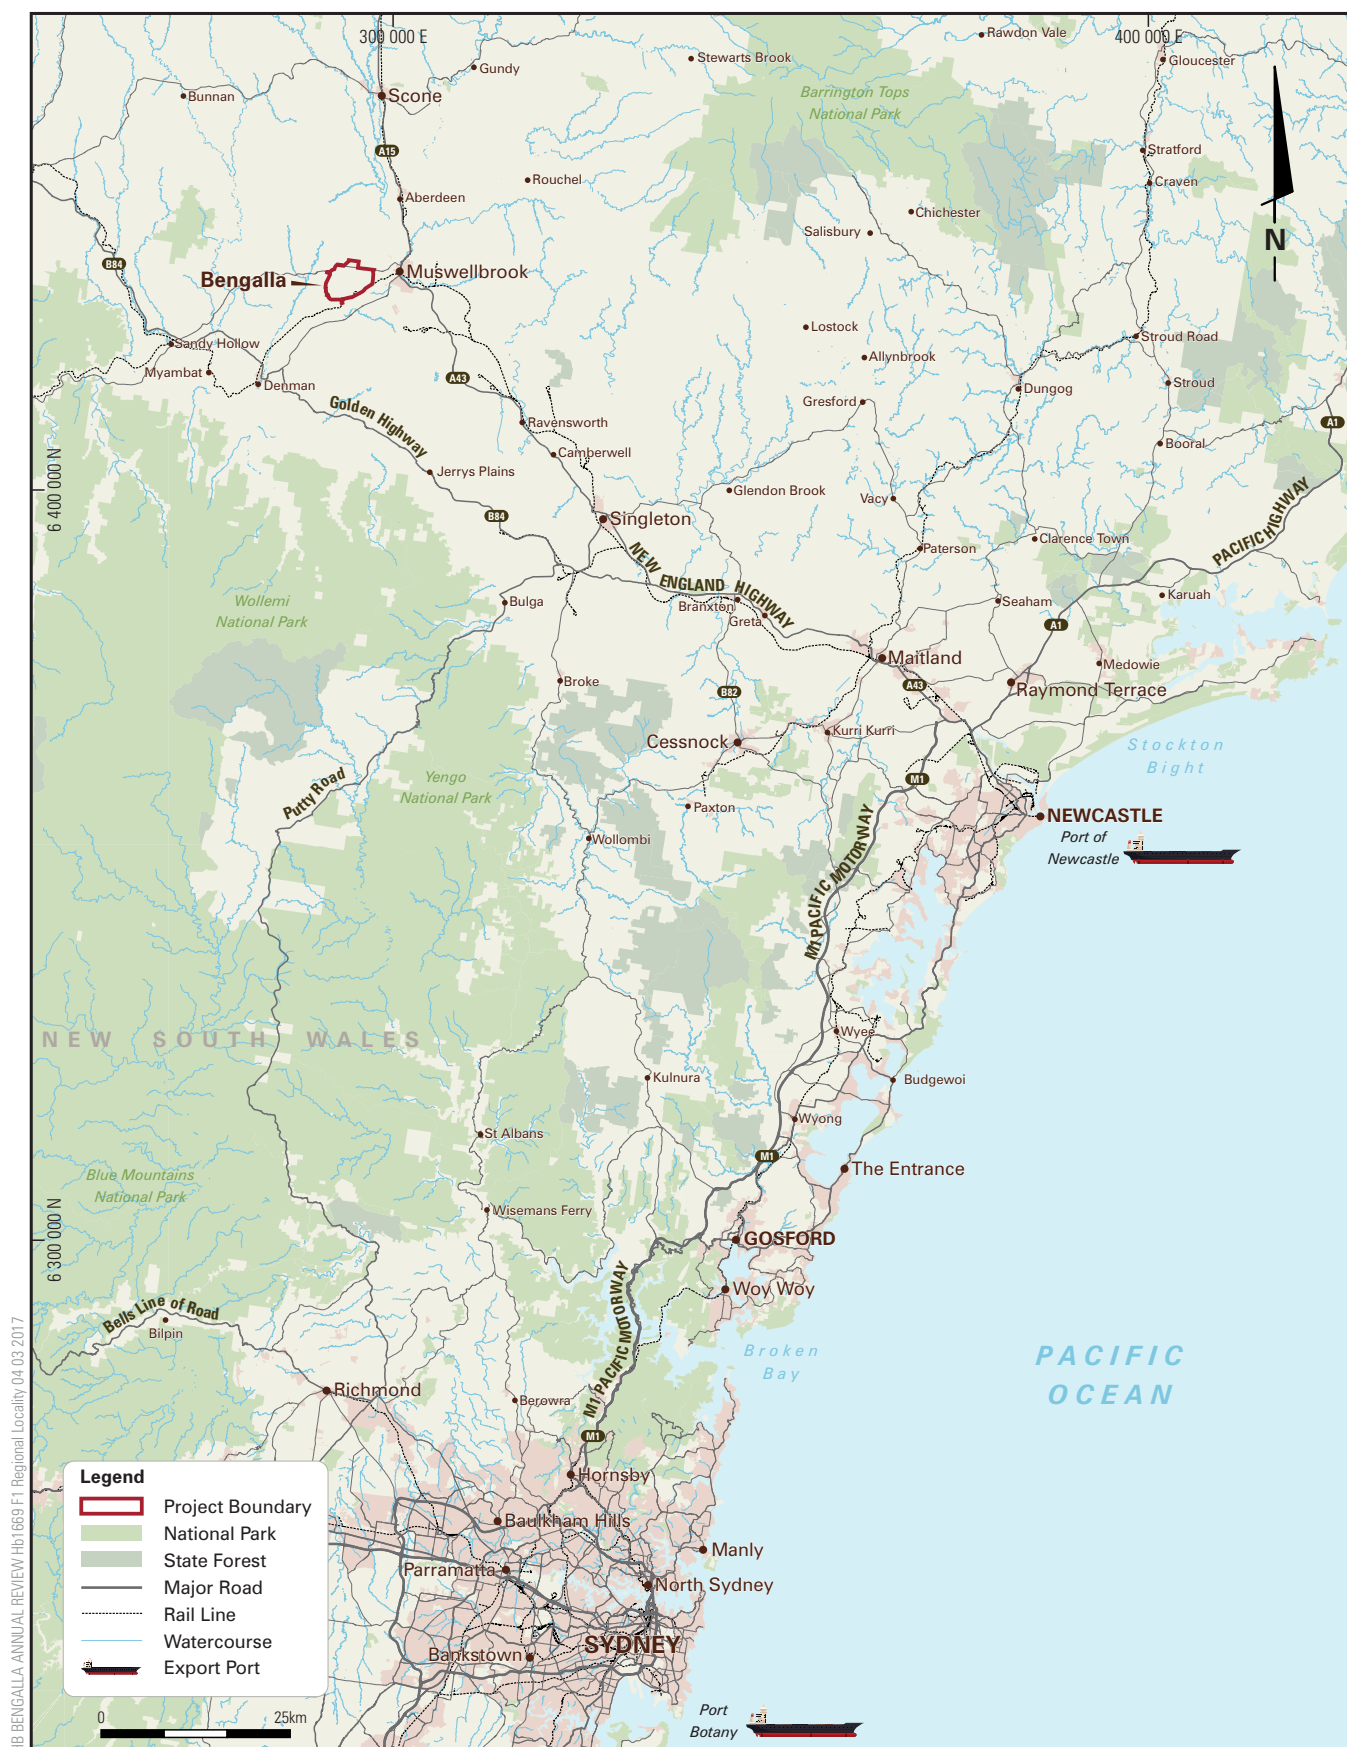 300 000 E
400 000 E
Rawdon Vale
Gloucester
Stewarts Brook
Gundy
Bunnan
Scone
Barrington Tops
National Park
A15
Stratford
Rouchel
Craven
Aberdeen
Chichester
Salisbury
N
B84
Bengalla
Muswellbrook
Lostock
Stroud Road
Sandy Hollow
Allynbrook
Myambat
Denman
A43
Dungog
Stroud
Golden Highway
Gresford
A1
Ravensworth
Booral
Camberwell
Jerrys Plains
6 400 000 N
Glendon Brook
Vacy
PACIFIC HIGHWAY
B84
Singleton
Clarence Town
Paterson
NEW ENGLAND HIGHWAY
Wollemi
National Park
Bulga
Branxton
Greta
Seaham
Karuah
A1
Maitland
Medowie
Broke
B82
A43
Raymond Terrace
Cessnock
Kurri Kurri
Stockton
Bight
Putty Road
Yengo
National Park
M1
Paxton
NEWCASTLE
Port of
Newcastle
Wollombi
M1 PACIFIC MOTORWAY
NEW SOUTH WALES
Wyee
Kulnura
Budgewoi
Wyong
St Albans
M1
The Entrance
Blue Mountains
National Park
Wisemans Ferry
6 300 000 N
GOSFORD
M1 PACIFIC MOTORWAY
Woy Woy
Bells Line of Road
Bilpin
Broken
Bay
PACIFIC
OCEAN
Richmond
Berowra
M1
Hornsby
Legend
Project Boundary
National Park
State Forest
Major Road
Rail Line
Watercourse
Export Port
Baulkham Hills
Manly
Parramatta
North Sydney
SYDNEY
Bankstown
Port
Botany
0
25km
HB BENGALLA ANNUAL REVIEW Hb1669 F1 Regional Locality 04 03 2017